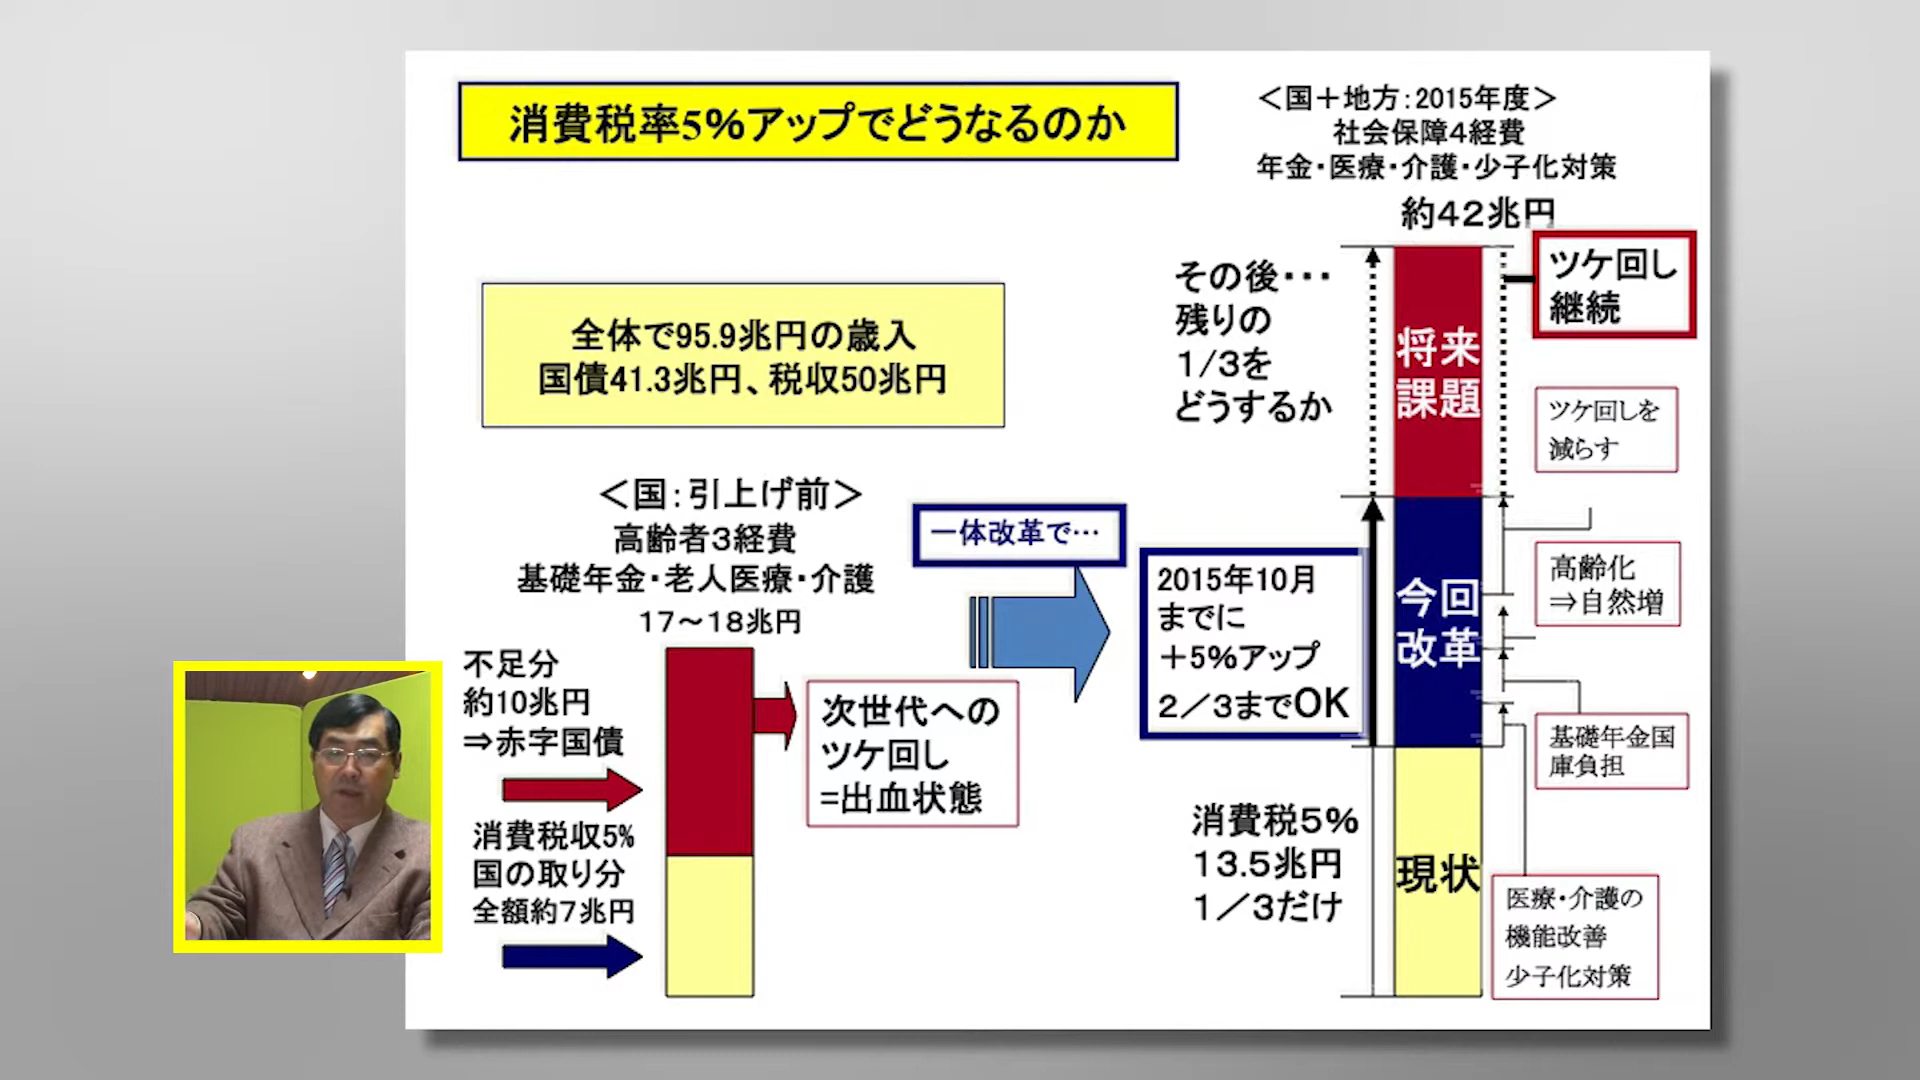 消費税率5%アップでどうなるのか
＜国＋地方：2015年度＞
社会保障４経費
年金・医療・介護・少子化対策
約４２兆円
全体で95.9兆円の歳入
国債41.3兆円、税収50兆円
＜国：引上げ前＞
高齢者３経費
基礎年金・老人医療・介護
１７～１８兆円
不足分
約10兆円
⇒赤字国債
消費税収5%
国の取り分
全額約７兆円
次世代への
ツケ回し
=出血状態
一体改革で…
2015年10月
までに
＋5%アップ
２／３までOK
その後・・・
残りの
１/３を
どうするか
消費税５％
１３.５兆円
１／３だけ
将来
課題
今回
改革
現状
ツケ回し
継続
ツケ回しを
減らす
高齢化
⇒自然増
基礎年金国
庫負担
医療・介護の
機能改善
少子化対策